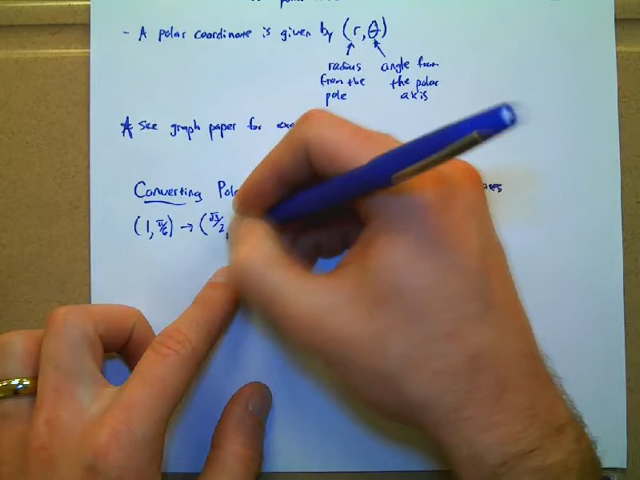 - A polar coordinate is given by (r, θ)
radius
from the
pole
angle from
the polar
axis
* See graph paper for
Converting
(1, π/6) → (√3/2,